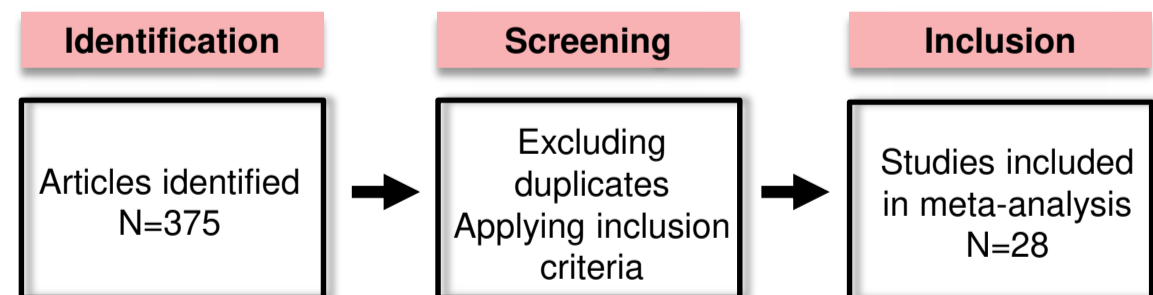 Identification
Articles identified
N=375
Screening
Excluding
duplicates
Applying inclusion
criteria
Inclusion
Studies included
in meta-analysis
N=28